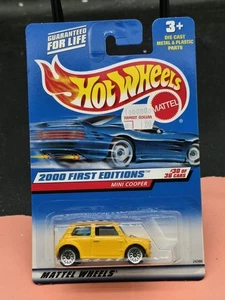 GUARANTEED
FOR LIFE
3+
DIE CAST
METAL & PLASTIC
PARTS
Hot Wheels
MATTEL
2000 FIRST EDITIONS
MINI COOPER
#30 OF
36 CARS
MATTEL WHEELS